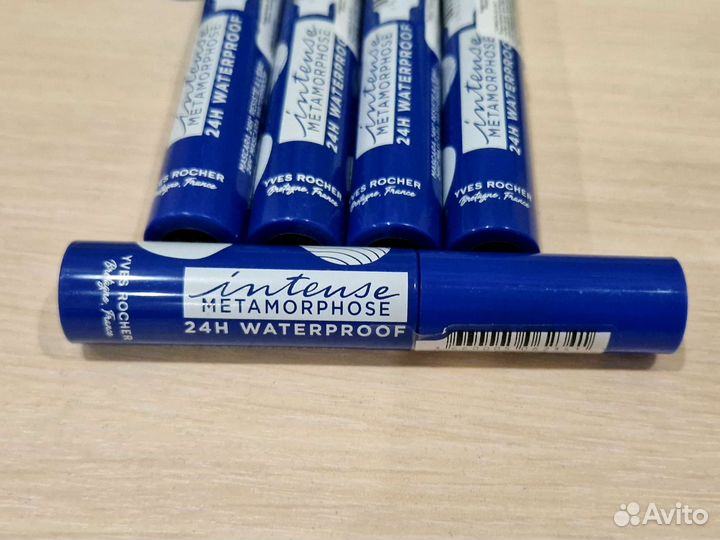 intense
METAMORPHOSE
24H WATERPROOF
YVES ROCHER
Bretagne, France
intense
METAMORPHOSE
24H WATERPROOF
YVES ROCHER
Bretagne, France
intense
METAMORPHOSE
24H WATERPROOF
YVES ROCHER
Bretagne, France
intense
METAMORPHOSE
24H WATERPROOF
YVES ROCHER
Bretagne, France
YVES ROCHER
Bretagne, France
intense
METAMORPHOSE
24H WATERPROOF
Avito